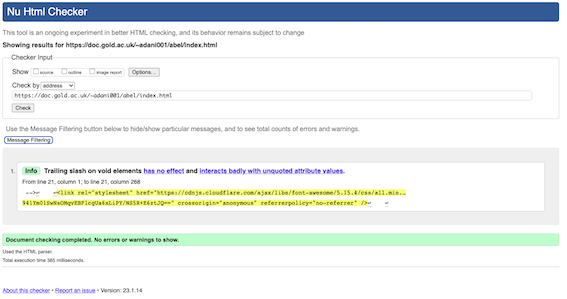 Nu Html Checker
This tool is an ongoing experiment in better HTML checking, and its behavior remains subject to change
Showing results for https://doc.gold.ac.uk/~adani001/abel/index.html
Checker Input
Show source outline image report Options...
Check by address
https://doc.gold.ac.uk/~adani001/abel/index.html
Check
Use the Message Filtering button below to hide/show particular messages, and to see total counts of errors and warnings.
Message Filtering
1. Info Trailing slash on void elements has no effect and interacts badly with unquoted attribute values.
From line 21, column 1; to line 21, column 268
-->↩ ↩<link rel="stylesheet" href="https://cdnjs.cloudflare.com/ajax/libs/font-awesome/5.15.4/css/all.min..
crossorigin="anonymous" referrerpolicy="no-referrer" />↩ ↩
Document checking completed. No errors or warnings to show.
Used the HTML parser.
Total execution time 385 milliseconds.
About this checker • Report an issue • Version: 23.1.14